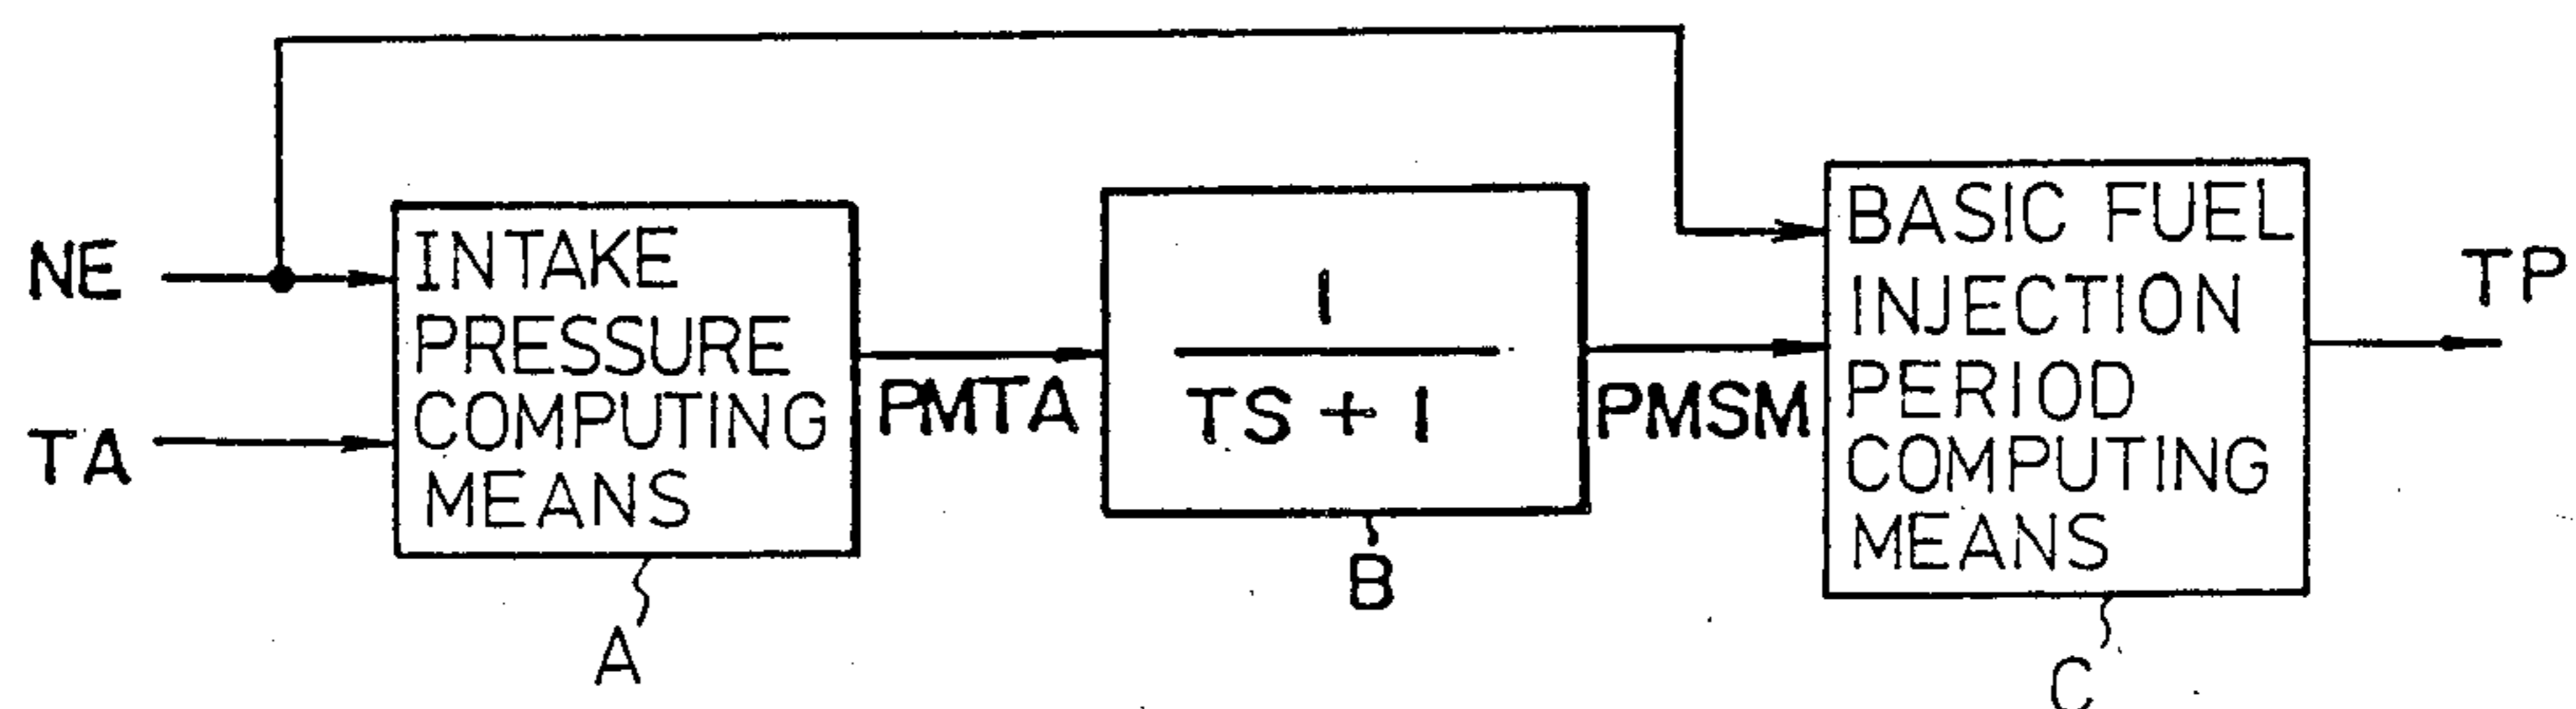 NE
TA
INTAKE
PRESSURE
COMPUTING
MEANS
A
PMTA
1
TS + 1
B
PMSM
BASIC FUEL
INJECTION
PERIOD
COMPUTING
MEANS
C
TP